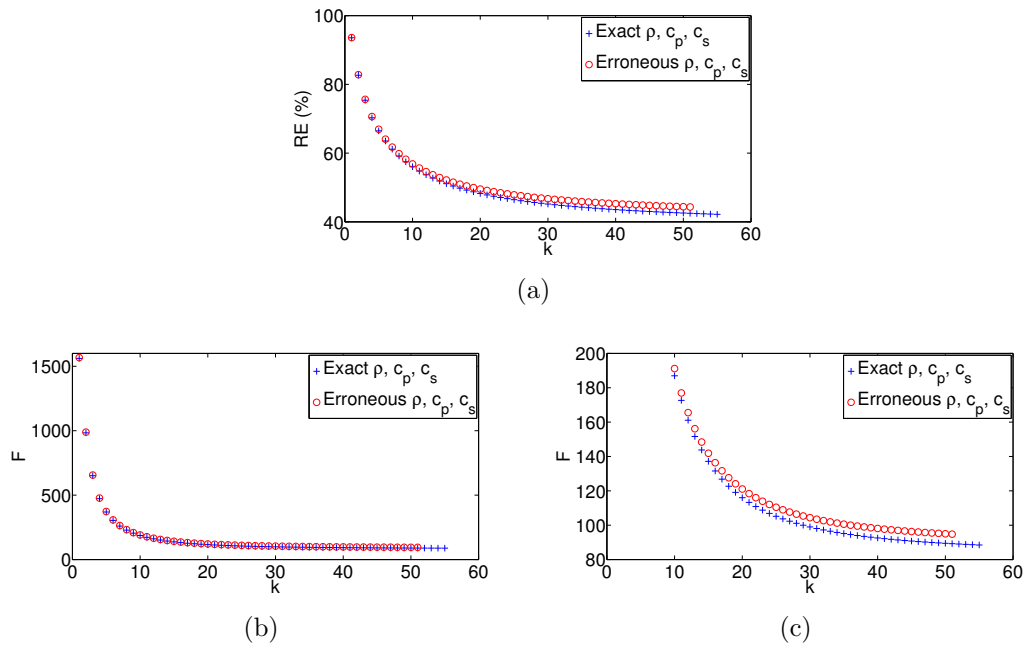 100
80
60
40
0 10 20 30 40 50 60
RE (%)
k
Exact ρ, c_p, c_s
Erroneous ρ, c_p, c_s
(a)
1500
1000
500
0
0 10 20 30 40 50 60
F
k
Exact ρ, c_p, c_s
Erroneous ρ, c_p, c_s
(b)
200
180
160
140
120
100
80
0 10 20 30 40 50 60
F
k
Exact ρ, c_p, c_s
Erroneous ρ, c_p, c_s
(c)